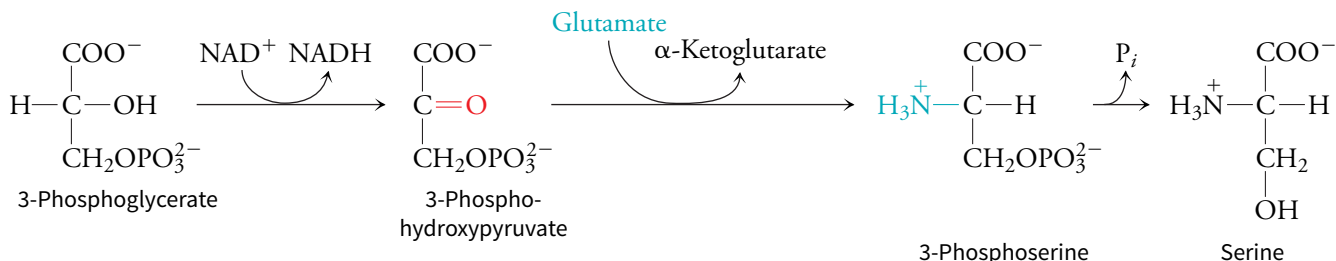 Glutamate
NAD⁺ NADH
α-Ketoglutarate
P𝑖
COO⁻
H—C—OH
CH₂OPO₃²⁻
3-Phosphoglycerate
COO⁻
C=O
CH₂OPO₃²⁻
3-Phospho-
hydroxypyruvate
COO⁻
H₃N⁺—C—H
CH₂OPO₃²⁻
3-Phosphoserine
COO⁻
H₃N⁺—C—H
CH₂
OH
Serine